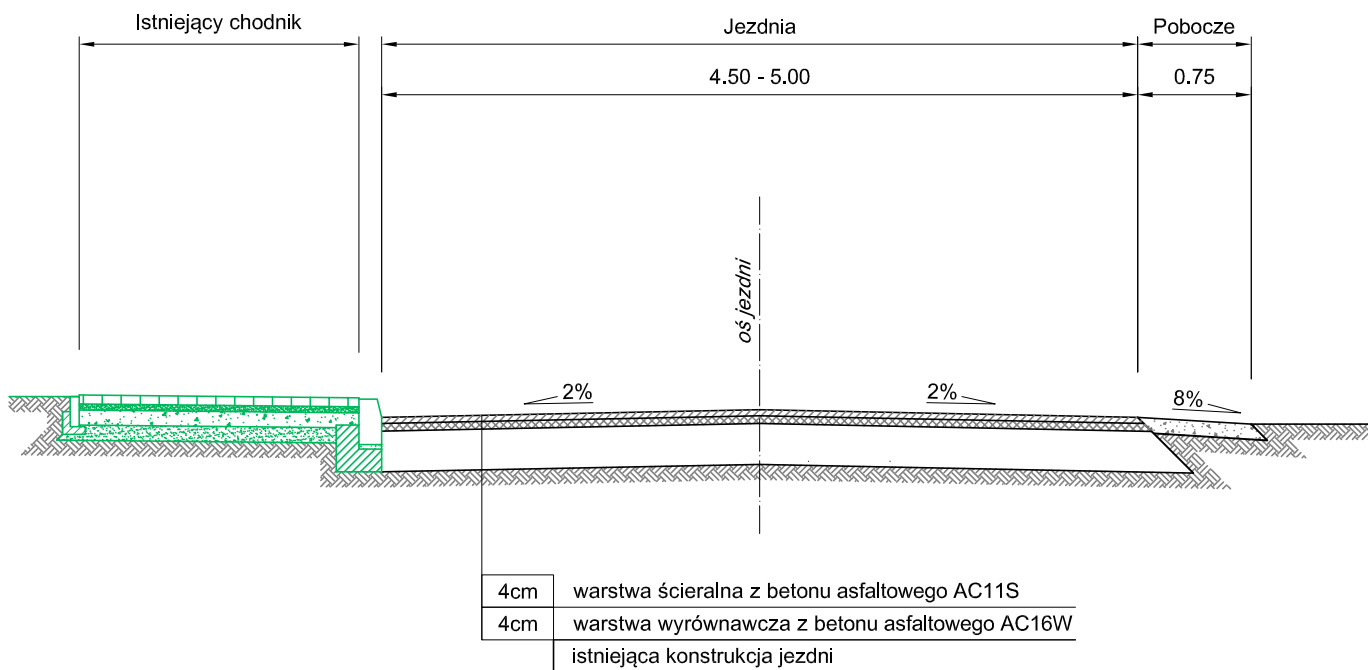 Istniejący chodnik
Jezdnia
Pobocze
4.50 - 5.00
0.75
oś jezdni
2%
2%
8%
4cm warstwa ścieralna z betonu asfaltowego AC11S
4cm warstwa wyrównawcza z betonu asfaltowego AC16W
istniejąca konstrukcja jezdni